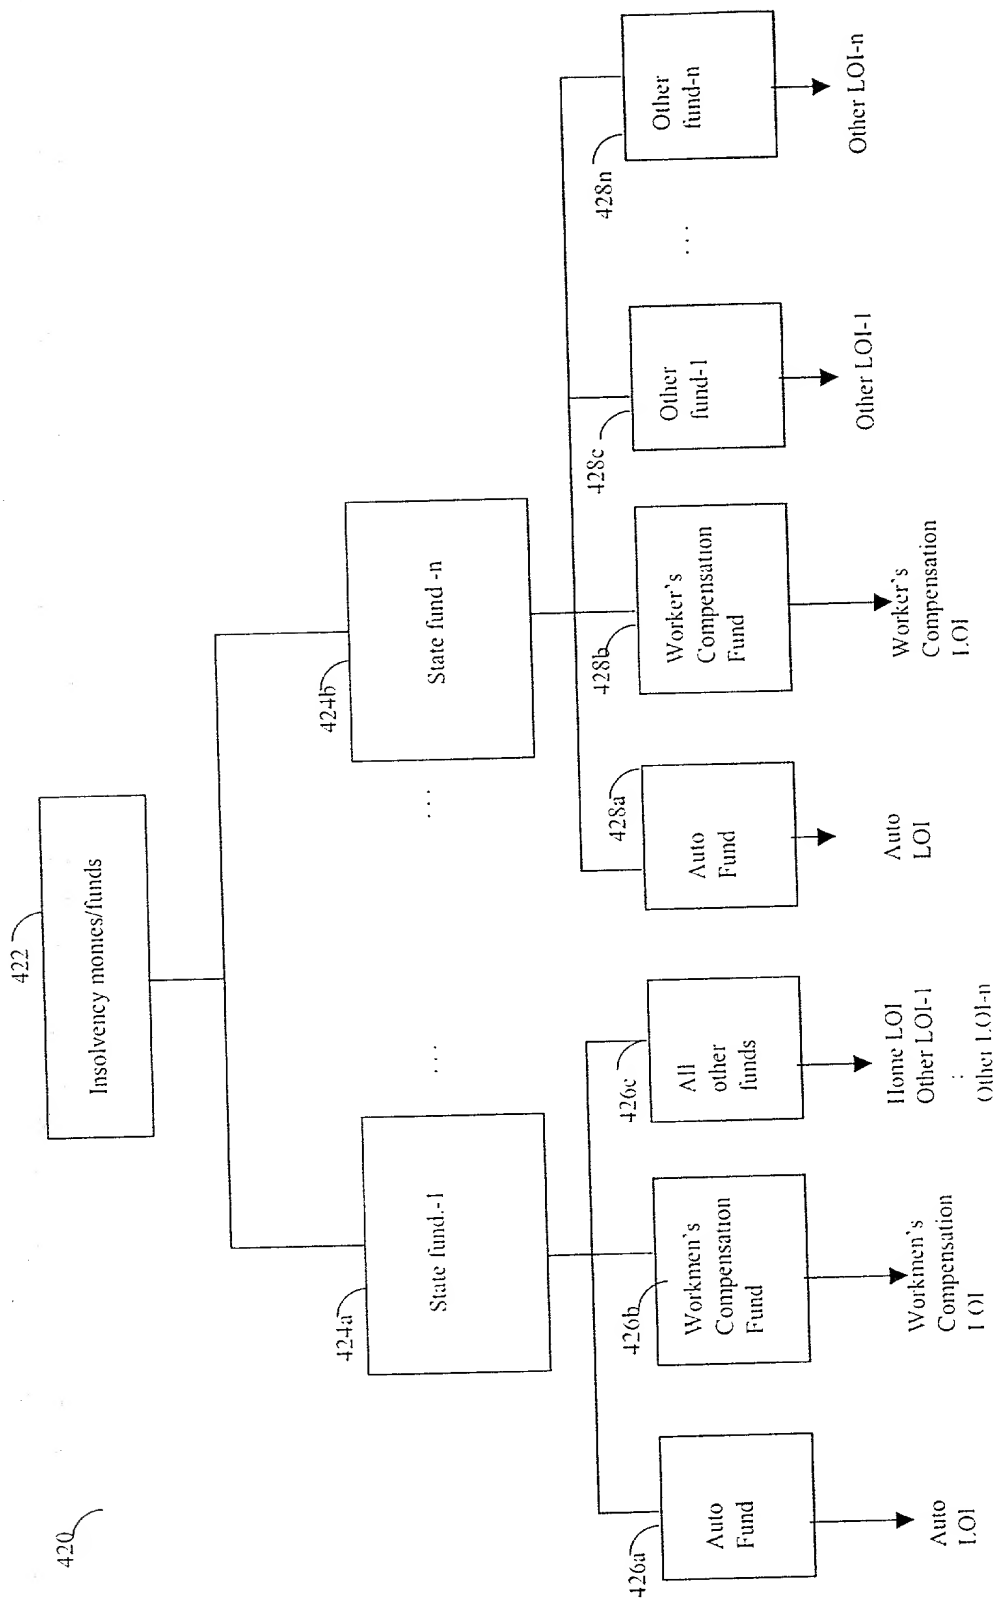 420
422
Insolvency monies/funds
424a
State fund.-1
. . .
. . .
424b
State fund.-n
426a
Auto
Fund
426b
Workmen's
Compensation
Fund
426c
All
other
funds
428a
Auto
Fund
428b
Worker's
Compensation
Fund
428c
Other
fund-1
. . .
428n
Other
fund-n
Auto
LOI
Workmen's
Compensation
LOI
Home LOI
Other LOI-1
:
Other LOI-n
Auto
LOI
Worker's
Compensation
LOI
Other LOI-1
Other LOI-n